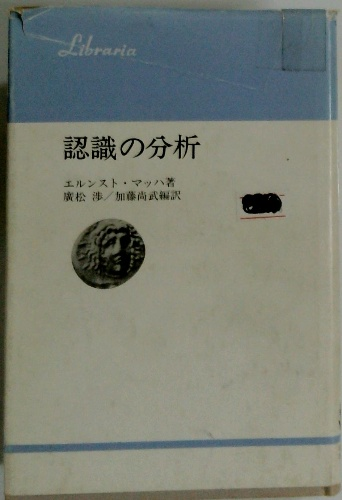 Libraria
認識の分析
エルンスト・マッハ著
廣松 渉／加藤尚武編訳